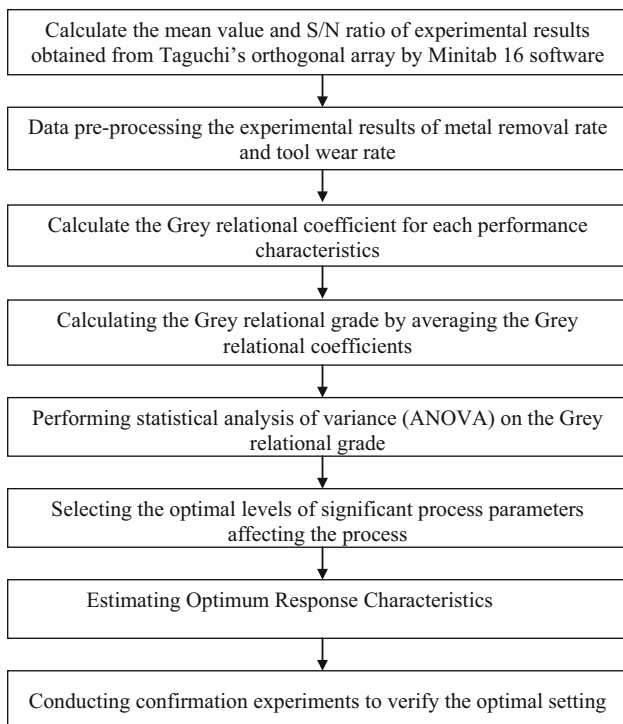 Calculate the mean value and S/N ratio of experimental results
obtained from Taguchi's orthogonal array by Minitab 16 software
Data pre-processing the experimental results of metal removal rate
and tool wear rate
Calculate the Grey relational coefficient for each performance
characteristics
Calculating the Grey relational grade by averaging the Grey
relational coefficients
Performing statistical analysis of variance (ANOVA) on the Grey
relational grade
Selecting the optimal levels of significant process parameters
affecting the process
Estimating Optimum Response Characteristics
Conducting confirmation experiments to verify the optimal setting